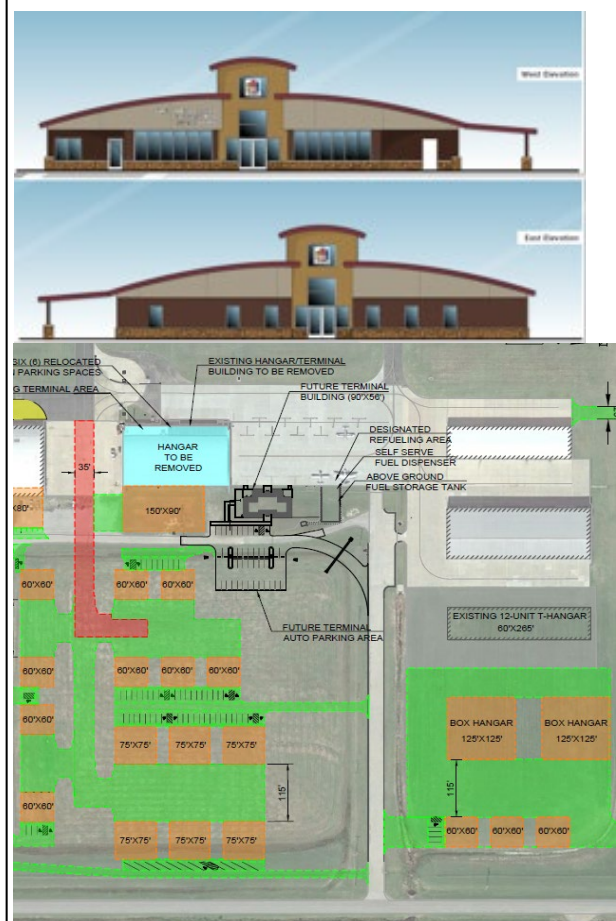 West Elevation
East Elevation
SIX (6) RELOCATED
PARKING SPACES
G TERMINAL AREA
EXISTING HANGAR/TERMINAL
BUILDING TO BE REMOVED
FUTURE TERMINAL
BUILDING (90'X56')
DESIGNATED
REFUELING AREA
SELF SERVE
FUEL DISPENSER
ABOVE GROUND
FUEL STORAGE TANK
HANGAR
TO BE
REMOVED
35'
150'X90'
X80'
60'X60'
60'X60'
60'X60'
EXISTING 12-UNIT T-HANGAR
60'X265'
FUTURE TERMINAL
AUTO PARKING AREA
60'X60'
60'X60'
60'X60'
60'X60'
60'X60'
BOX HANGAR
125'X125'
BOX HANGAR
125'X125'
75'X75'
75'X75'
75'X75'
115'
115'
60'X60'
75'X75'
75'X75'
75'X75'
60'X60'
60'X60'
60'X60'